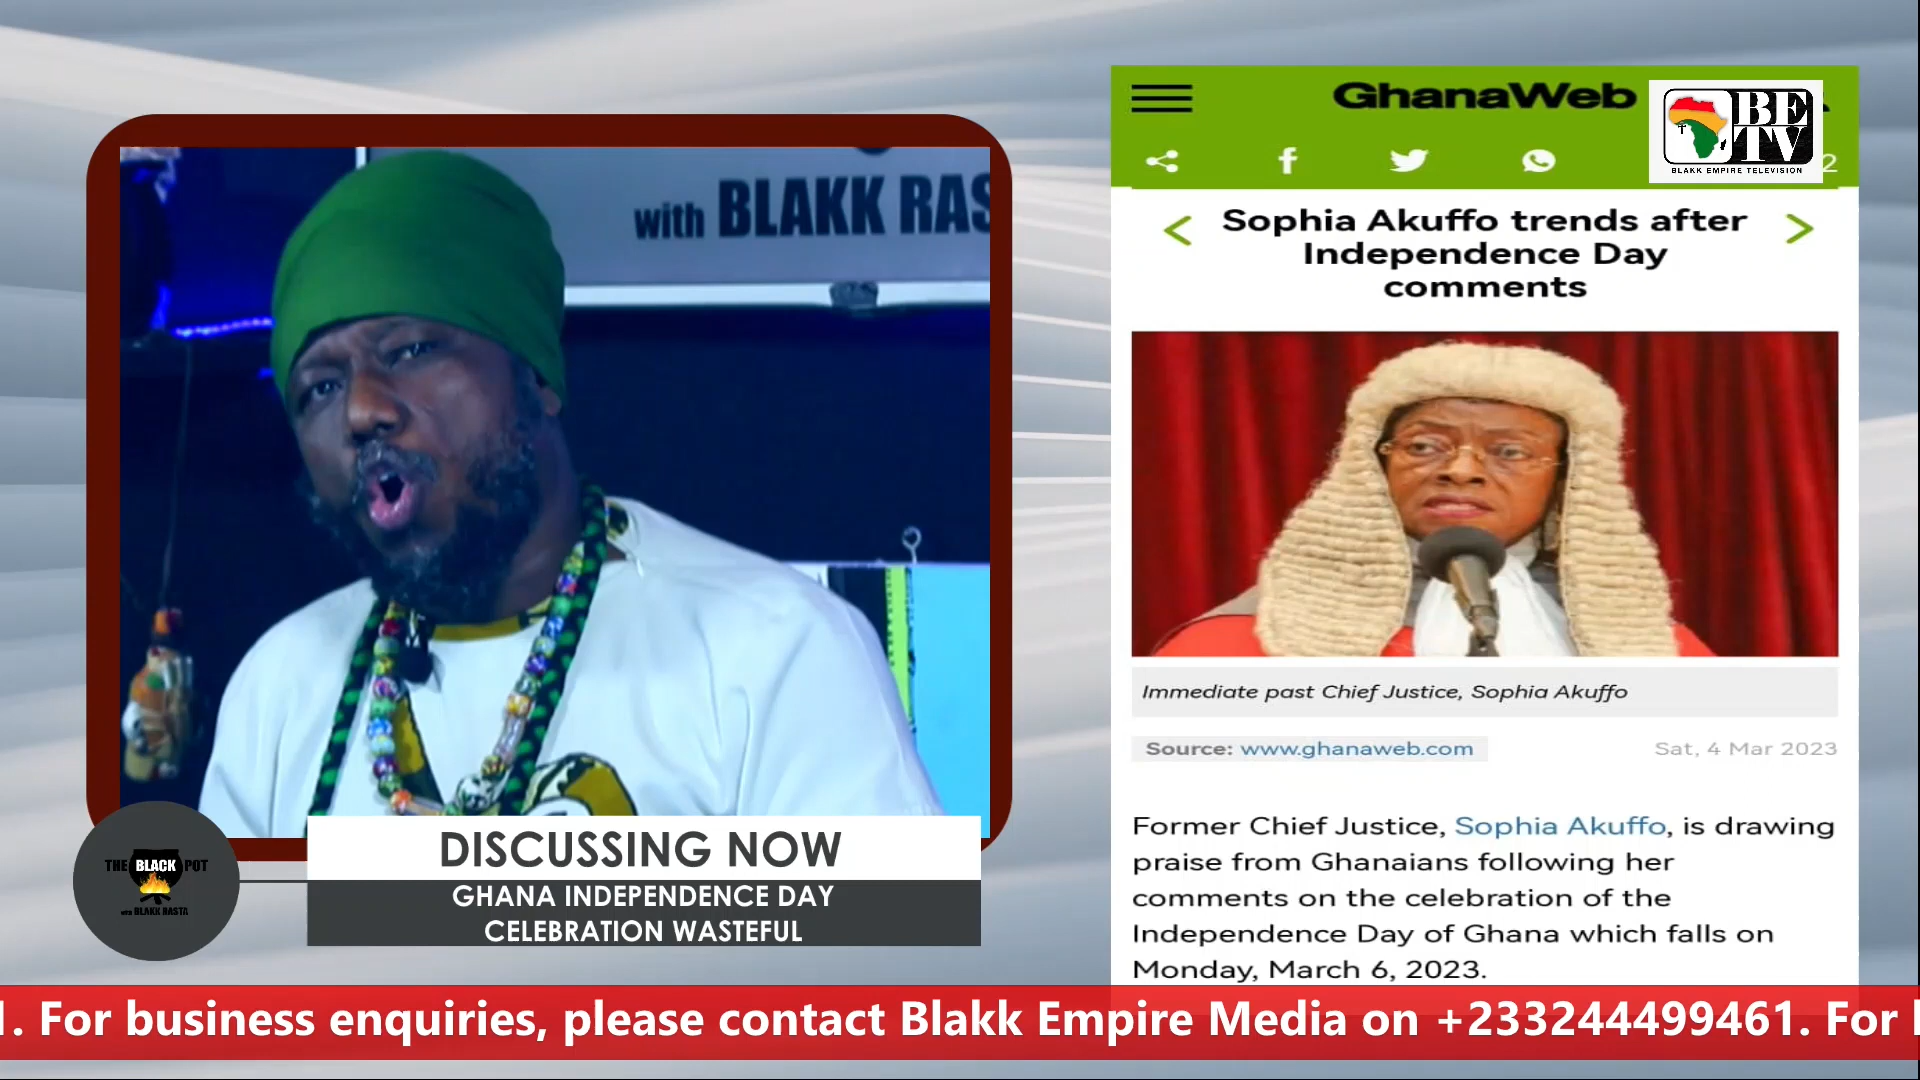 with BLAKK RAS
THE BLACK POT
WITH BLAKK RASTA
DISCUSSING NOW
GHANA INDEPENDENCE DAY
CELEBRATION WASTEFUL
GhanaWeb
BE
TV
BLAKK EMPIRE TELEVISION
2
Sophia Akuffo trends after
Independence Day
comments
Immediate past Chief Justice, Sophia Akuffo
Source: www.ghanaweb.com
Sat, 4 Mar 2023
Former Chief Justice, Sophia Akuffo, is drawing
praise from Ghanaians following her
comments on the celebration of the
Independence Day of Ghana which falls on
Monday, March 6, 2023.
1. For business enquiries, please contact Blakk Empire Media on +233244499461. For